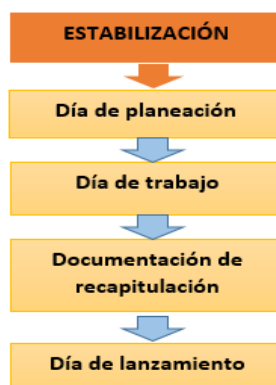 ESTABILIZACIÓN
Día de planeación
Día de trabajo
Documentación de
recapitulación
Día de lanzamiento